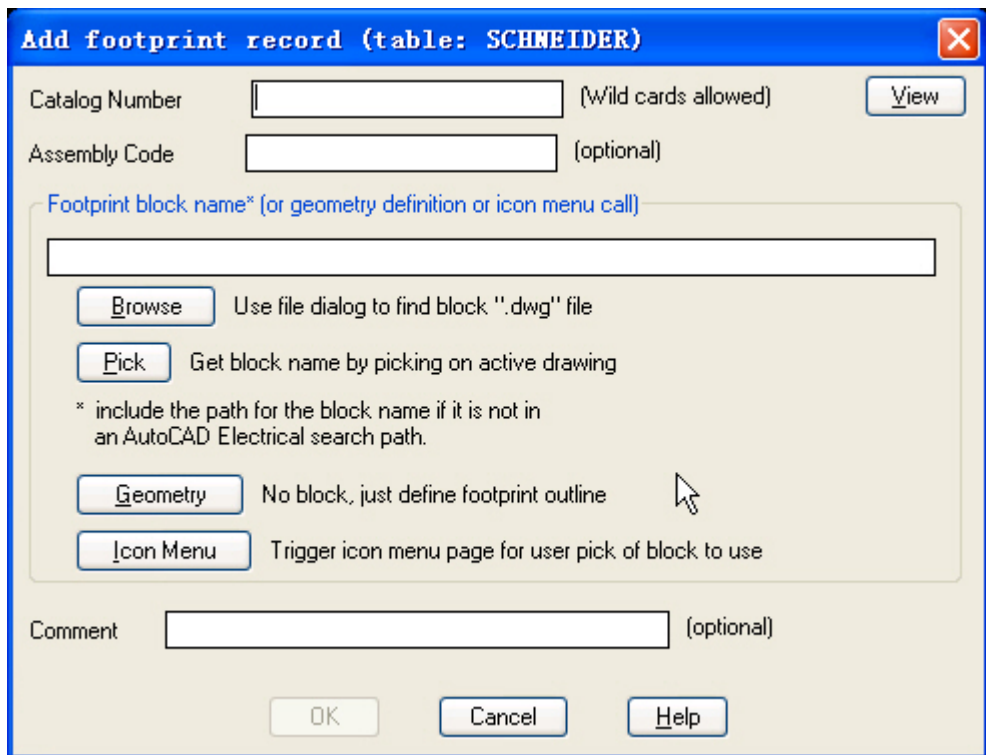 Add footprint record (table: SCHNEIDER)
Catalog Number (Wild cards allowed) View
Assembly Code (optional)
Footprint block name* (or geometry definition or icon menu call)
Browse Use file dialog to find block ".dwg" file
Pick Get block name by picking on active drawing
* include the path for the block name if it is not in
an AutoCAD Electrical search path.
Geometry No block, just define footprint outline
Icon Menu Trigger icon menu page for user pick of block to use
Comment (optional)
OK Cancel Help